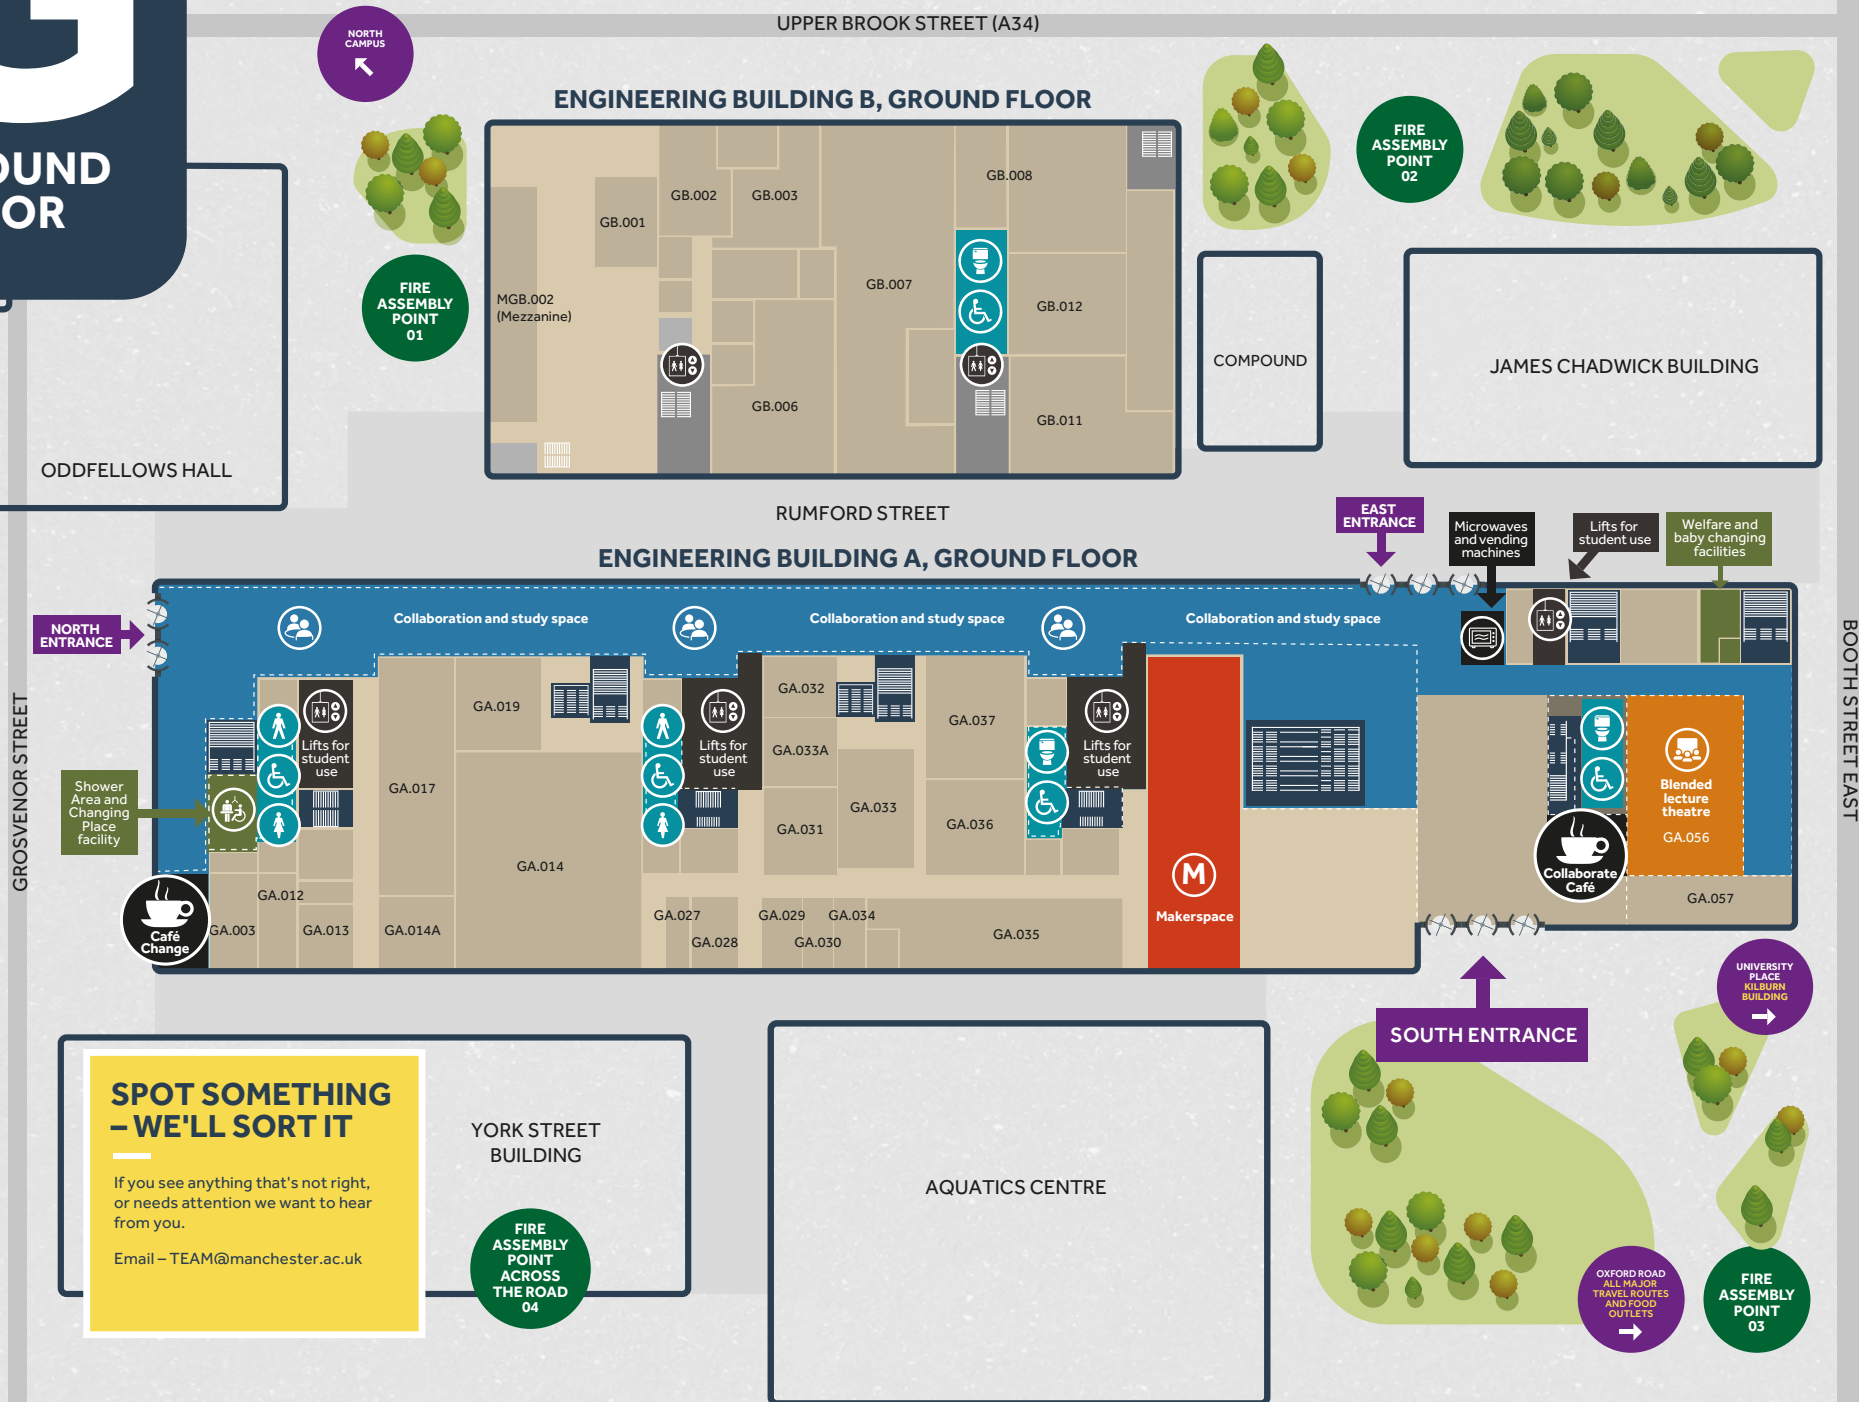 G
OUND
OOR
NORTH
CAMPUS
UPPER BROOK STREET (A34)
ENGINEERING BUILDING B, GROUND FLOOR
GB.001
GB.002
GB.003
GB.008
GB.007
GB.012
MGB.002
(Mezzanine)
GB.006
GB.011
FIRE
ASSEMBLY
POINT
01
FIRE
ASSEMBLY
POINT
02
COMPOUND
JAMES CHADWICK BUILDING
ODDFELLOWS HALL
RUMFORD STREET
ENGINEERING BUILDING A, GROUND FLOOR
EAST
ENTRANCE
Microwaves
and vending
machines
Lifts for
student use
Welfare and
baby changing
facilities
NORTH
ENTRANCE
Collaboration and study space
Collaboration and study space
Collaboration and study space
GROSVENOR STREET
BOOTH STREET EAST
Shower
Area and
Changing
Place
facility
Lifts for
student
use
GA.019
GA.017
GA.014
GA.012
GA.003
GA.013
GA.014A
Café
Change
Lifts for
student
use
GA.032
GA.033A
GA.033
GA.031
GA.037
GA.036
Lifts for
student
use
GA.027
GA.028
GA.029
GA.030
GA.034
GA.035
M
Makerspace
Blended
lecture
theatre
GA.056
Collaborate
Café
GA.057
SOUTH ENTRANCE
UNIVERSITY
PLACE
KILBURN
BUILDING
SPOT SOMETHING
– WE'LL SORT IT
If you see anything that's not right,
or needs attention we want to hear
from you.
Email – TEAM@manchester.ac.uk
YORK STREET
BUILDING
FIRE
ASSEMBLY
POINT
ACROSS
THE ROAD
04
AQUATICS CENTRE
OXFORD ROAD
ALL MAJOR
TRAVEL ROUTES
AND FOOD
OUTLETS
FIRE
ASSEMBLY
POINT
03